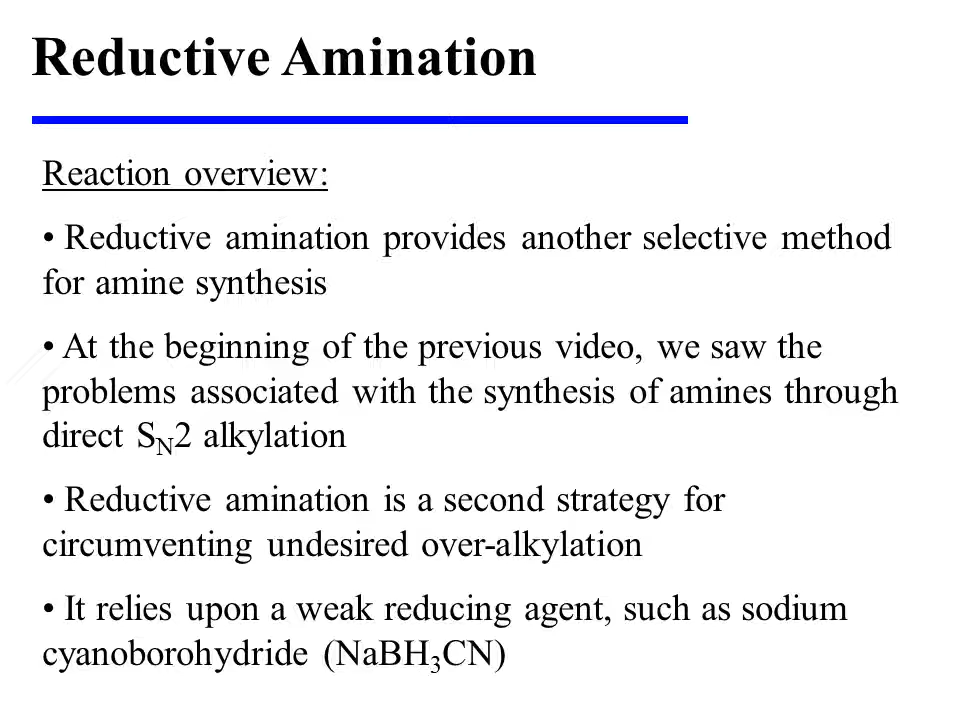 Reductive Amination
Reaction overview:
• Reductive amination provides another selective method
for amine synthesis
• At the beginning of the previous video, we saw the
problems associated with the synthesis of amines through
direct SN2 alkylation
• Reductive amination is a second strategy for
circumventing undesired over-alkylation
• It relies upon a weak reducing agent, such as sodium
cyanoborohydride (NaBH3CN)